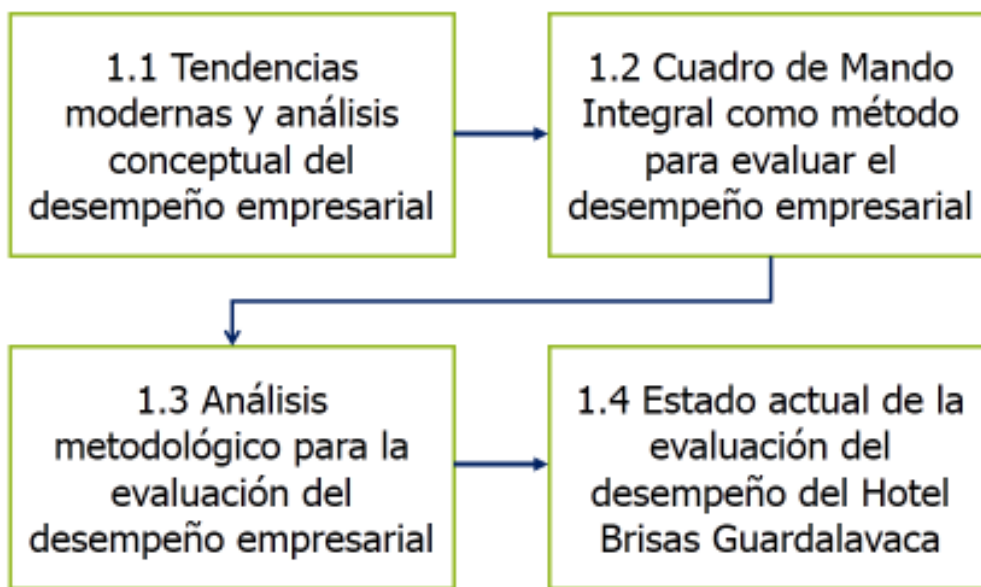 1.1 Tendencias
modernas y análisis
conceptual del
desempeño empresarial
1.2 Cuadro de Mando
Integral como método
para evaluar el
desempeño empresarial
1.3 Análisis
metodológico para la
evaluación del
desempeño empresarial
1.4 Estado actual de la
evaluación del
desempeño del Hotel
Brisas Guardalavaca